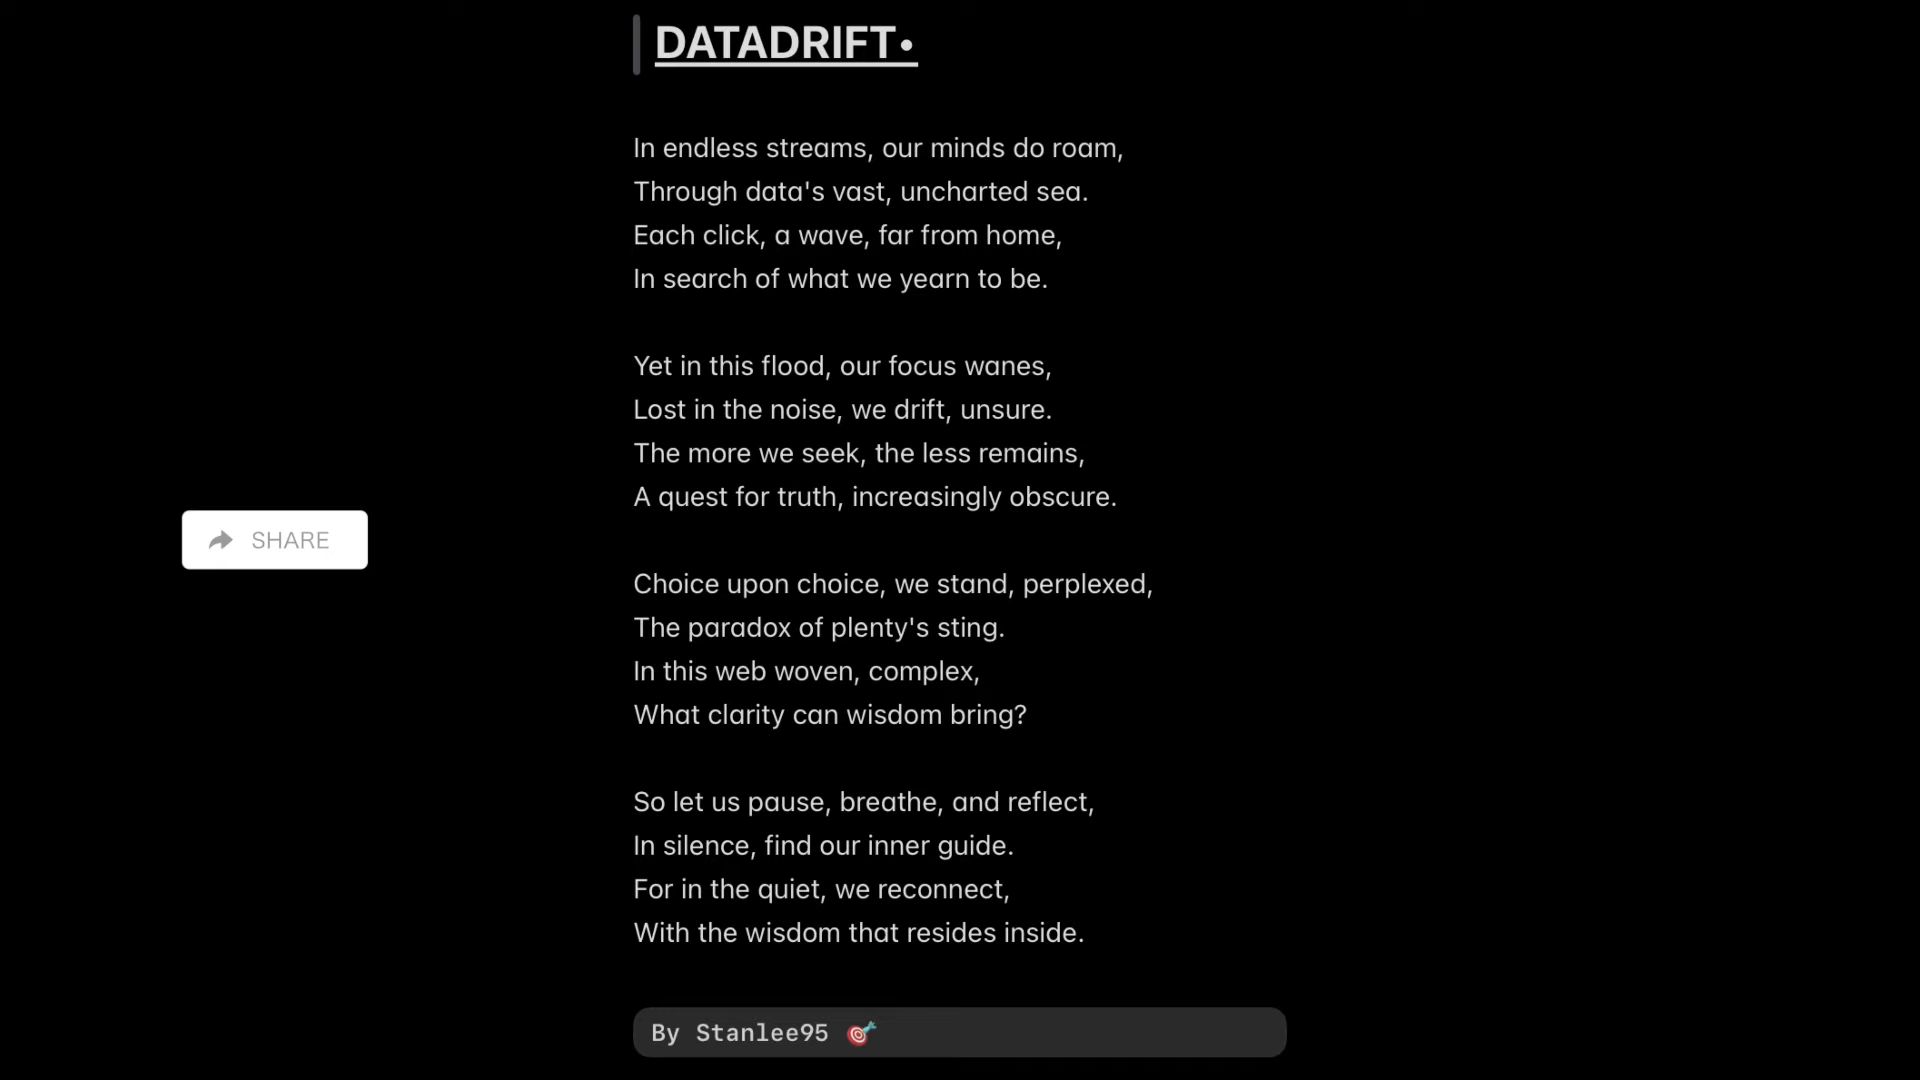 DATADRIFT•
In endless streams, our minds do roam,
Through data's vast, uncharted sea.
Each click, a wave, far from home,
In search of what we yearn to be.
Yet in this flood, our focus wanes,
Lost in the noise, we drift, unsure.
The more we seek, the less remains,
A quest for truth, increasingly obscure.
SHARE
Choice upon choice, we stand, perplexed,
The paradox of plenty's sting.
In this web woven, complex,
What clarity can wisdom bring?
So let us pause, breathe, and reflect,
In silence, find our inner guide.
For in the quiet, we reconnect,
With the wisdom that resides inside.
By Stanlee95 🎯